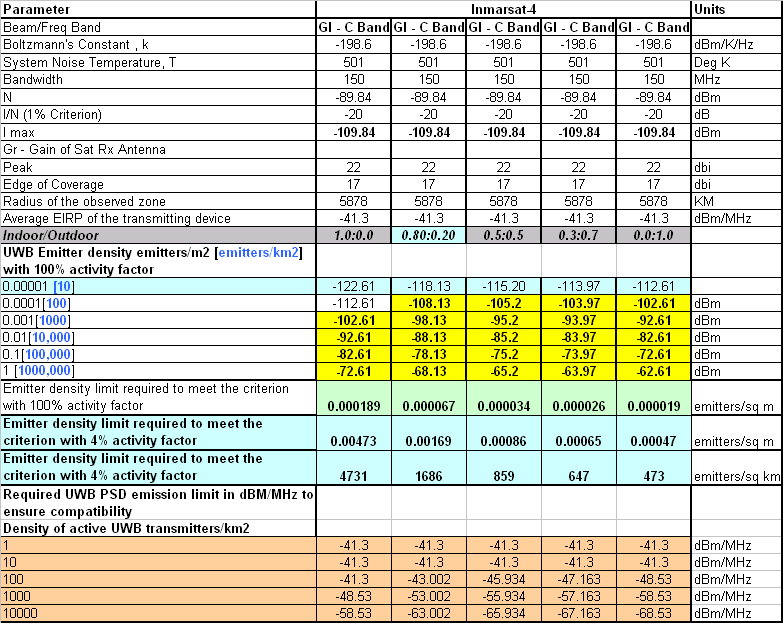 Parameter Inmarsat-4 Units
Beam/Freq Band GI - C Band GI - C Band GI - C Band GI - C Band GI - C Band
Boltzmann's Constant , k -198.6 -198.6 -198.6 -198.6 -198.6 dBm/K/Hz
System Noise Temperature, T 501 501 501 501 501 Deg K
Bandwidth 150 150 150 150 150 MHz
N -89.84 -89.84 -89.84 -89.84 -89.84 dBm
I/N (1% Criterion) -20 -20 -20 -20 -20 dB
I max -109.84 -109.84 -109.84 -109.84 -109.84 dBm
Gr - Gain of Sat Rx Antenna
Peak 22 22 22 22 22 dbi
Edge of Coverage 17 17 17 17 17 dbi
Radius of the observed zone 5878 5878 5878 5878 5878 KM
Average EIRP of the transmitting device -41.3 -41.3 -41.3 -41.3 -41.3 dBm/MHz
Indoor/Outdoor 1.0:0.0 0.80:0.20 0.5:0.5 0.3:0.7 0.0:1.0
UWB Emitter density emitters/m2 [emitters/km2]
with 100% activity factor
0.00001 [10] -122.61 -118.13 -115.20 -113.97 -112.61
0.0001[100] -112.61 -108.13 -105.2 -103.97 -102.61 dBm
0.001[1000] -102.61 -98.13 -95.2 -93.97 -92.61 dBm
0.01[10,000] -92.61 -88.13 -85.2 -83.97 -82.61 dBm
0.1[100,000] -82.61 -78.13 -75.2 -73.97 -72.61 dBm
1 [1000,000] -72.61 -68.13 -65.2 -63.97 -62.61 dBm
Emitter density limit required to meet the criterion
with 100% activity factor 0.000189 0.000067 0.000034 0.000026 0.000019 emitters/sq m
Emitter density limit required to meet the
criterion with 4% activity factor 0.00473 0.00169 0.00086 0.00065 0.00047 emitters/sq m
Emitter density limit required to meet the
criterion with 4% activity factor 4731 1686 859 647 473 emitters/sq km
Required UWB PSD emission limit in dBM/MHz to
ensure compatibility
Density of active UWB transmitters/km2
1 -41.3 -41.3 -41.3 -41.3 -41.3 dBm/MHz
10 -41.3 -41.3 -41.3 -41.3 -41.3 dBm/MHz
100 -41.3 -43.002 -45.934 -47.163 -48.53 dBm/MHz
1000 -48.53 -53.002 -55.934 -57.163 -58.53 dBm/MHz
10000 -58.53 -63.002 -65.934 -67.163 -68.53 dBm/MHz